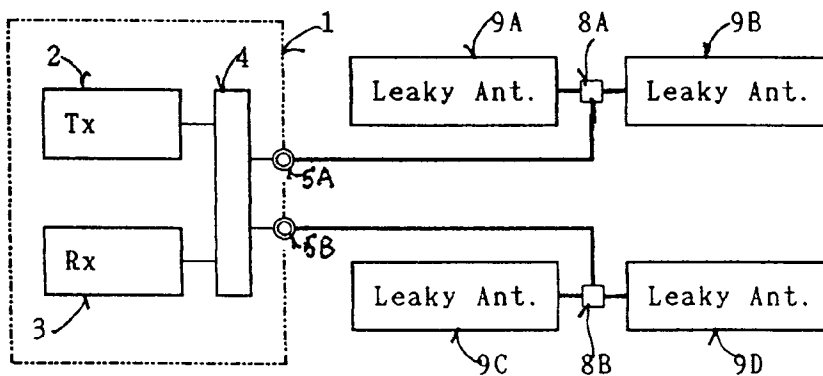 1
9A
8A
9B
2
4
Leaky Ant.
Leaky Ant.
Tx
5A
5B
Rx
Leaky Ant.
Leaky Ant.
3
9C
8B
9D